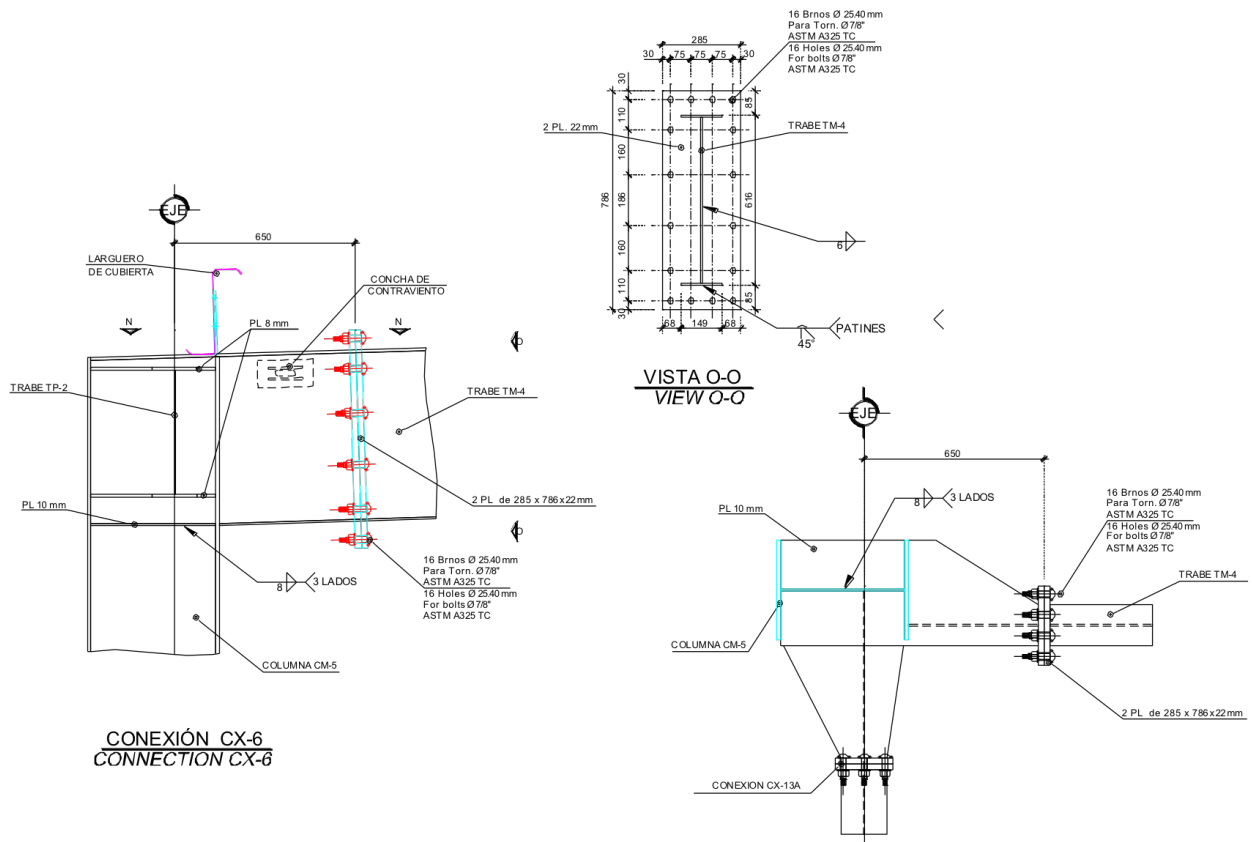 16 Brnos Ø 25.40 mm
Para Torn. Ø 7/8"
ASTM A325 TC
16 Holes Ø 25.40 mm
For bolts Ø 7/8"
ASTM A325 TC
285
30
75
75
75
30
30
110
160
186
160
110
30
786
85
616
85
2 PL. 22 mm
TRABE TM-4
6
68
149
68
45°
PATINES
VISTA O-O
VIEW O-O
EJE
650
LARGUERO
DE CUBIERTA
CONCHA DE
CONTRAVIENTO
N
PL 8 mm
N
O
TRABE TP-2
TRABE TM-4
PL 10 mm
2 PL de 285 x 786 x 22 mm
O
8
3 LADOS
16 Brnos Ø 25.40 mm
Para Torn. Ø 7/8"
ASTM A325 TC
16 Holes Ø 25.40 mm
For bolts Ø 7/8"
ASTM A325 TC
COLUMNA CM-5
CONEXIÓN CX-6
CONNECTION CX-6
EJE
650
8
3 LADOS
PL 10 mm
16 Brnos Ø 25.40 mm
Para Torn. Ø 7/8"
ASTM A325 TC
16 Holes Ø 25.40 mm
For bolts Ø 7/8"
ASTM A325 TC
TRABE TM-4
COLUMNA CM-5
2 PL de 285 x 786 x 22 mm
CONEXION CX-13A